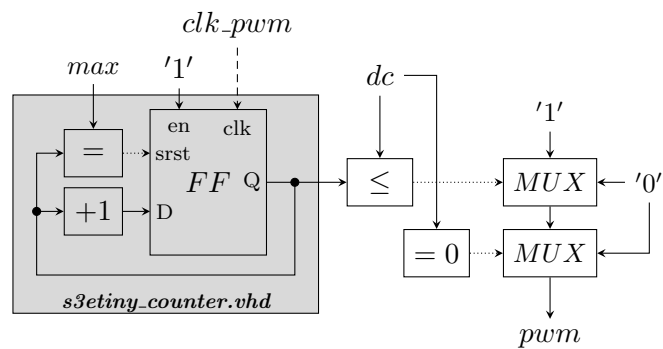 clk_pwm
max
'1'
dc
en
clk
'1'
=
srst
FF
Q
≤
MUX
'0'
+1
D
= 0
MUX
s3etiny_counter.vhd
pwm